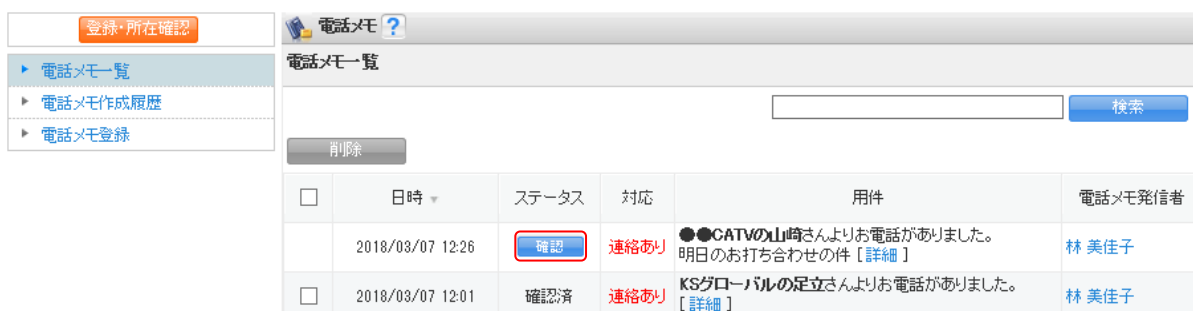 登録・所在確認
電話メモ一覧
電話メモ作成履歴
電話メモ登録
電話メモ ?
電話メモ一覧
検索
削除
日時 ステータス 対応 用件 電話メモ発信者
2018/03/07 12:26 確認 連絡あり ●●CATVの山崎さんよりお電話がありました。 林 美佳子
明日のお打ち合わせの件 [ 詳細 ]
2018/03/07 12:01 確認済 連絡あり KSグローバルの足立さんよりお電話がありました。 林 美佳子
[ 詳細 ]